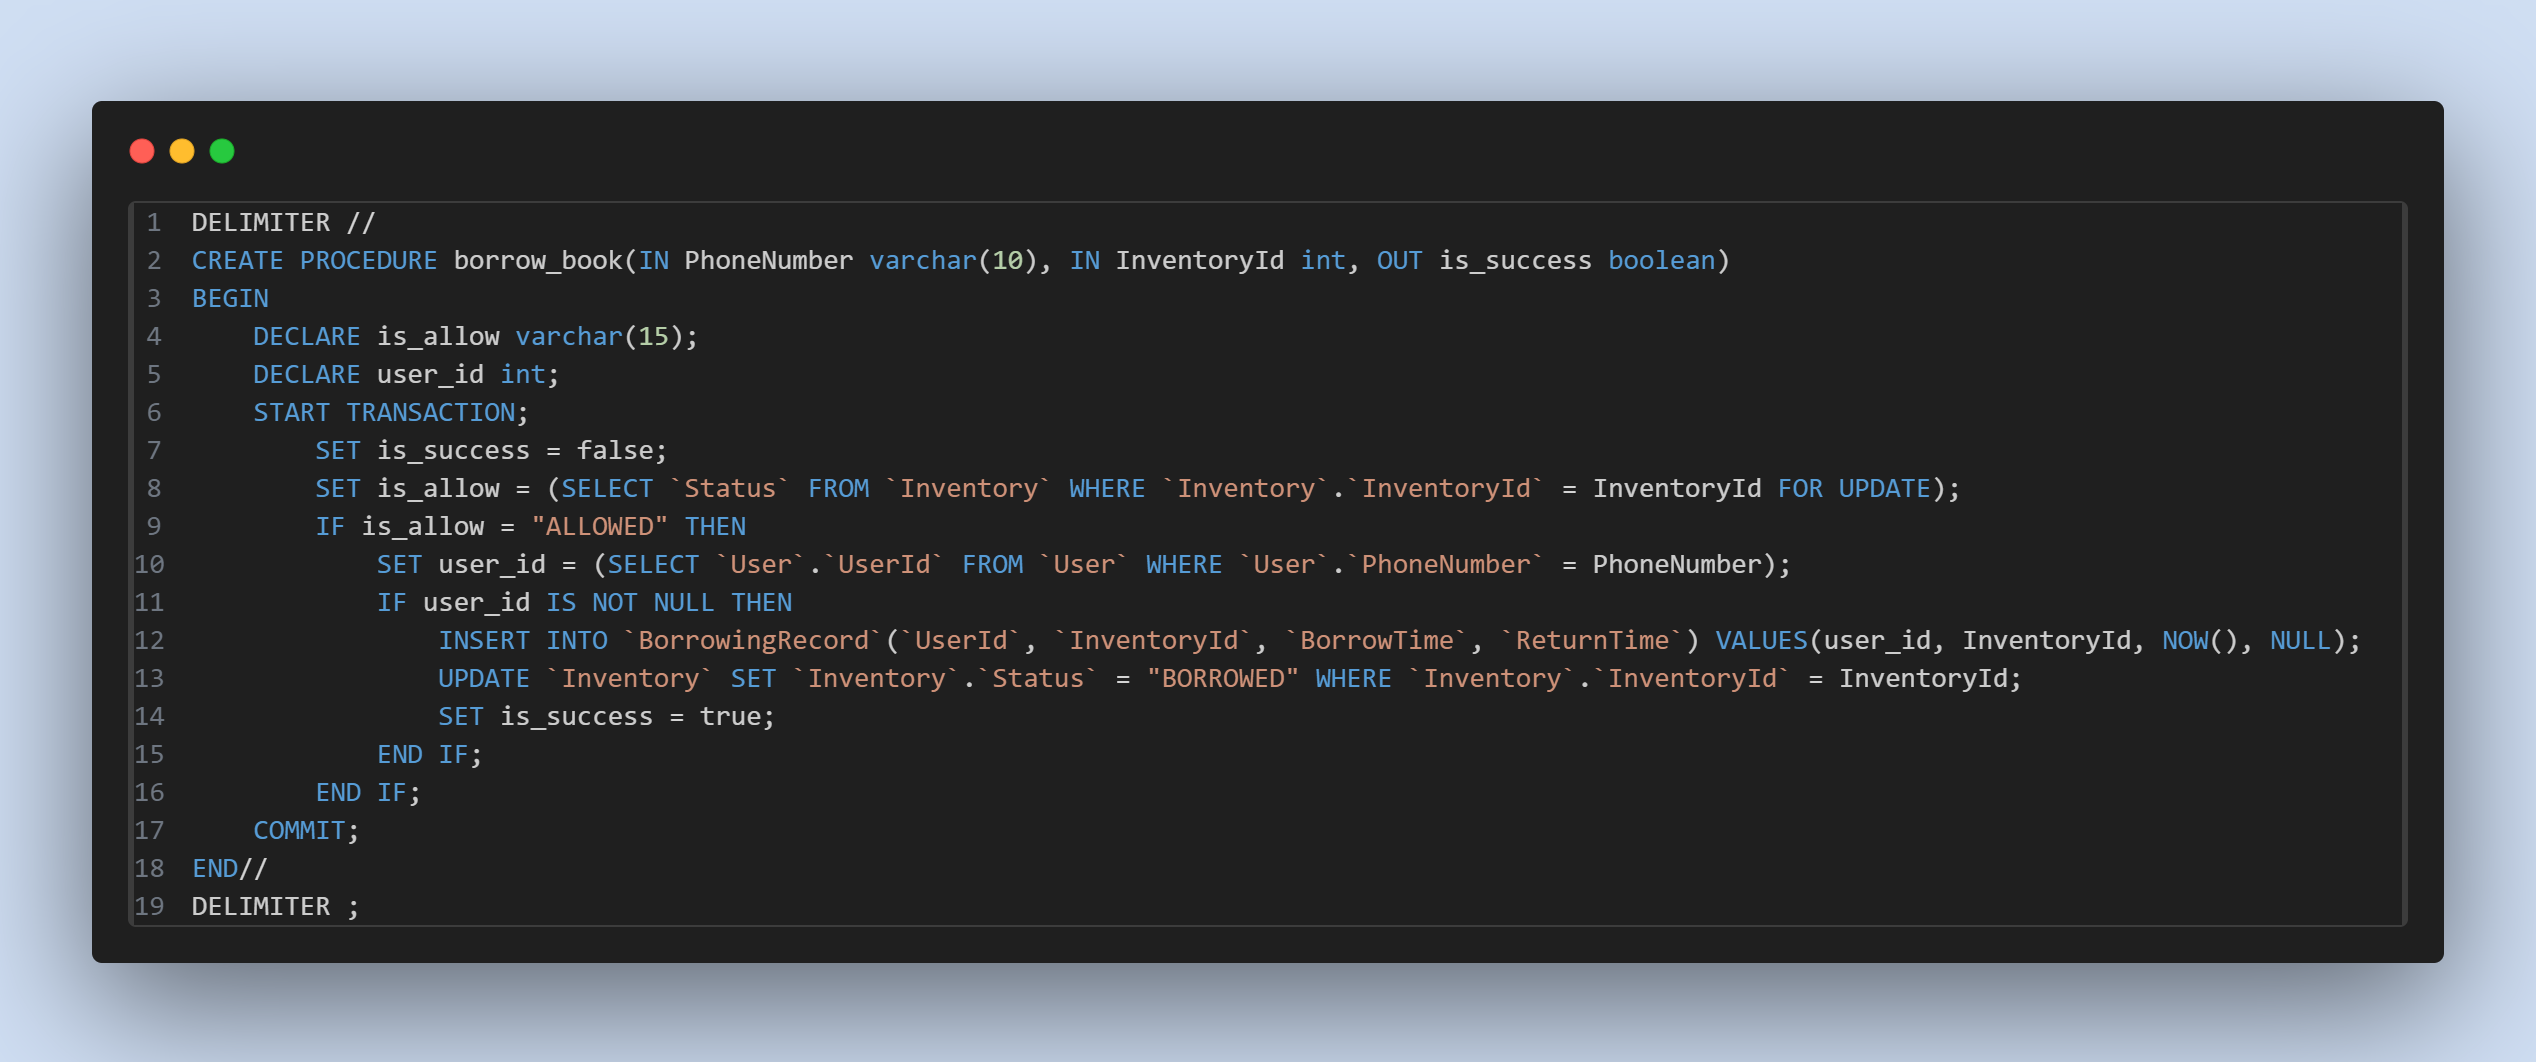 1 DELIMITER //
2 CREATE PROCEDURE borrow_book(IN PhoneNumber varchar(10), IN InventoryId int, OUT is_success boolean)
3 BEGIN
4     DECLARE is_allow varchar(15);
5     DECLARE user_id int;
6     START TRANSACTION;
7         SET is_success = false;
8         SET is_allow = (SELECT `Status` FROM `Inventory` WHERE `Inventory`.`InventoryId` = InventoryId FOR UPDATE);
9         IF is_allow = "ALLOWED" THEN
10             SET user_id = (SELECT `User`.`UserId` FROM `User` WHERE `User`.`PhoneNumber` = PhoneNumber);
11             IF user_id IS NOT NULL THEN
12                 INSERT INTO `BorrowingRecord`(`UserId`, `InventoryId`, `BorrowTime`, `ReturnTime`) VALUES(user_id, InventoryId, NOW(), NULL);
13                 UPDATE `Inventory` SET `Inventory`.`Status` = "BORROWED" WHERE `Inventory`.`InventoryId` = InventoryId;
14                 SET is_success = true;
15             END IF;
16         END IF;
17     COMMIT;
18 END//
19 DELIMITER ;